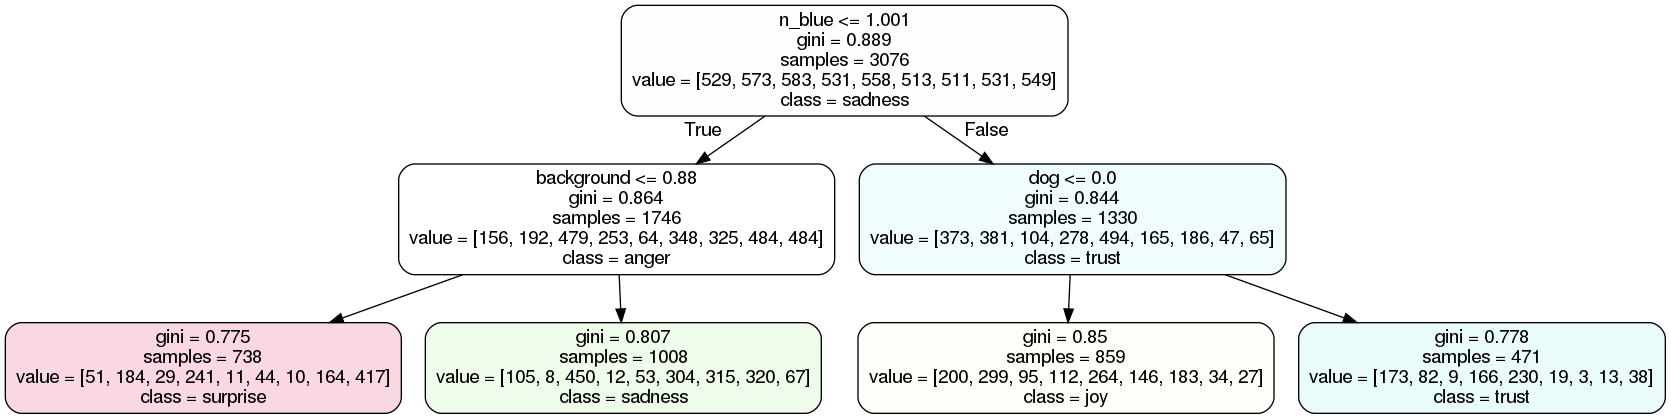 n_blue <= 1.001
gini = 0.889
samples = 3076
value = [529, 573, 583, 531, 558, 513, 511, 531, 549]
class = sadness
True
False
background <= 0.88
gini = 0.864
samples = 1746
value = [156, 192, 479, 253, 64, 348, 325, 484, 484]
class = anger
dog <= 0.0
gini = 0.844
samples = 1330
value = [373, 381, 104, 278, 494, 165, 186, 47, 65]
class = trust
gini = 0.775
samples = 738
value = [51, 184, 29, 241, 11, 44, 10, 164, 417]
class = surprise
gini = 0.807
samples = 1008
value = [105, 8, 450, 12, 53, 304, 315, 320, 67]
class = sadness
gini = 0.85
samples = 859
value = [200, 299, 95, 112, 264, 146, 183, 34, 27]
class = joy
gini = 0.778
samples = 471
value = [173, 82, 9, 166, 230, 19, 3, 13, 38]
class = trust